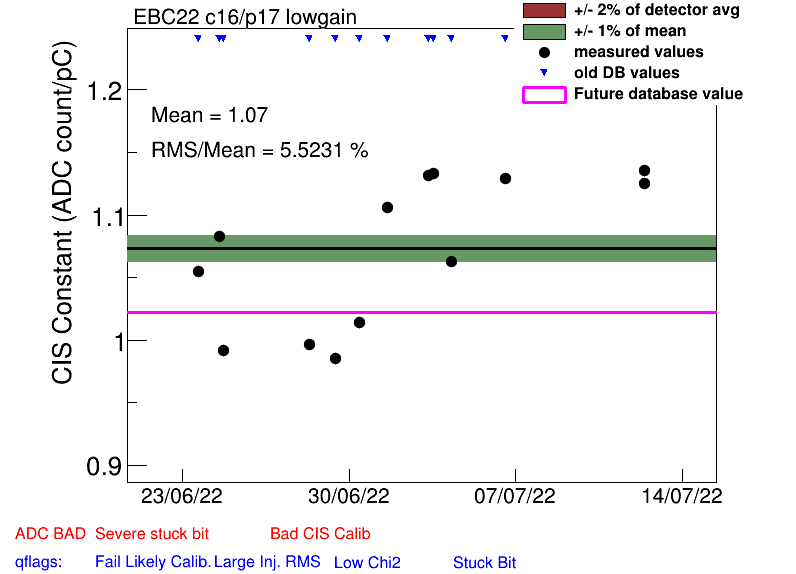 EBC22 c16/p17 lowgain
+/- 2% of detector avg
+/- 1% of mean
measured values
old DB values
Future database value
Mean = 1.07
RMS/Mean = 5.5231 %
CIS Constant (ADC count/pC)
1.2
1.1
1
0.9
23/06/22 30/06/22 07/07/22 14/07/22
ADC BAD Severe stuck bit Bad CIS Calib
qflags: Fail Likely Calib. Large Inj. RMS Low Chi2 Stuck Bit